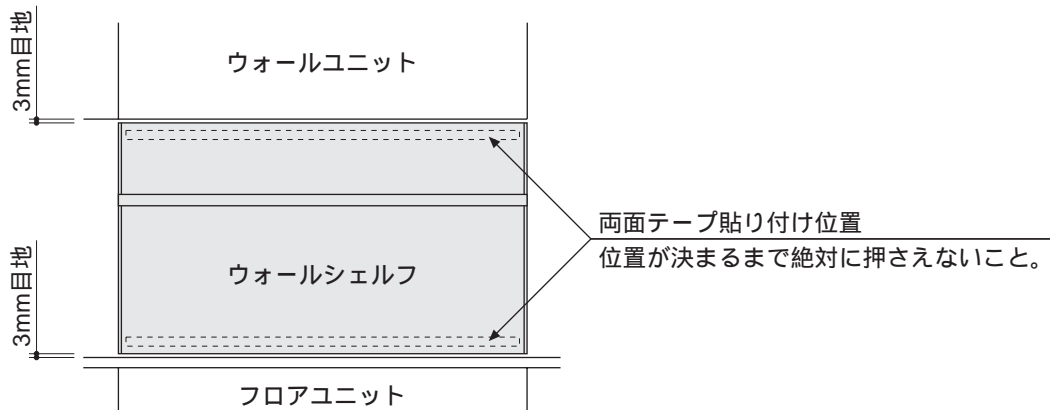 3mm目地
ウォールユニット
両面テープ貼り付け位置
位置が決まるまで絶対に押さえないこと。
ウォールシェルフ
3mm目地
フロアユニット